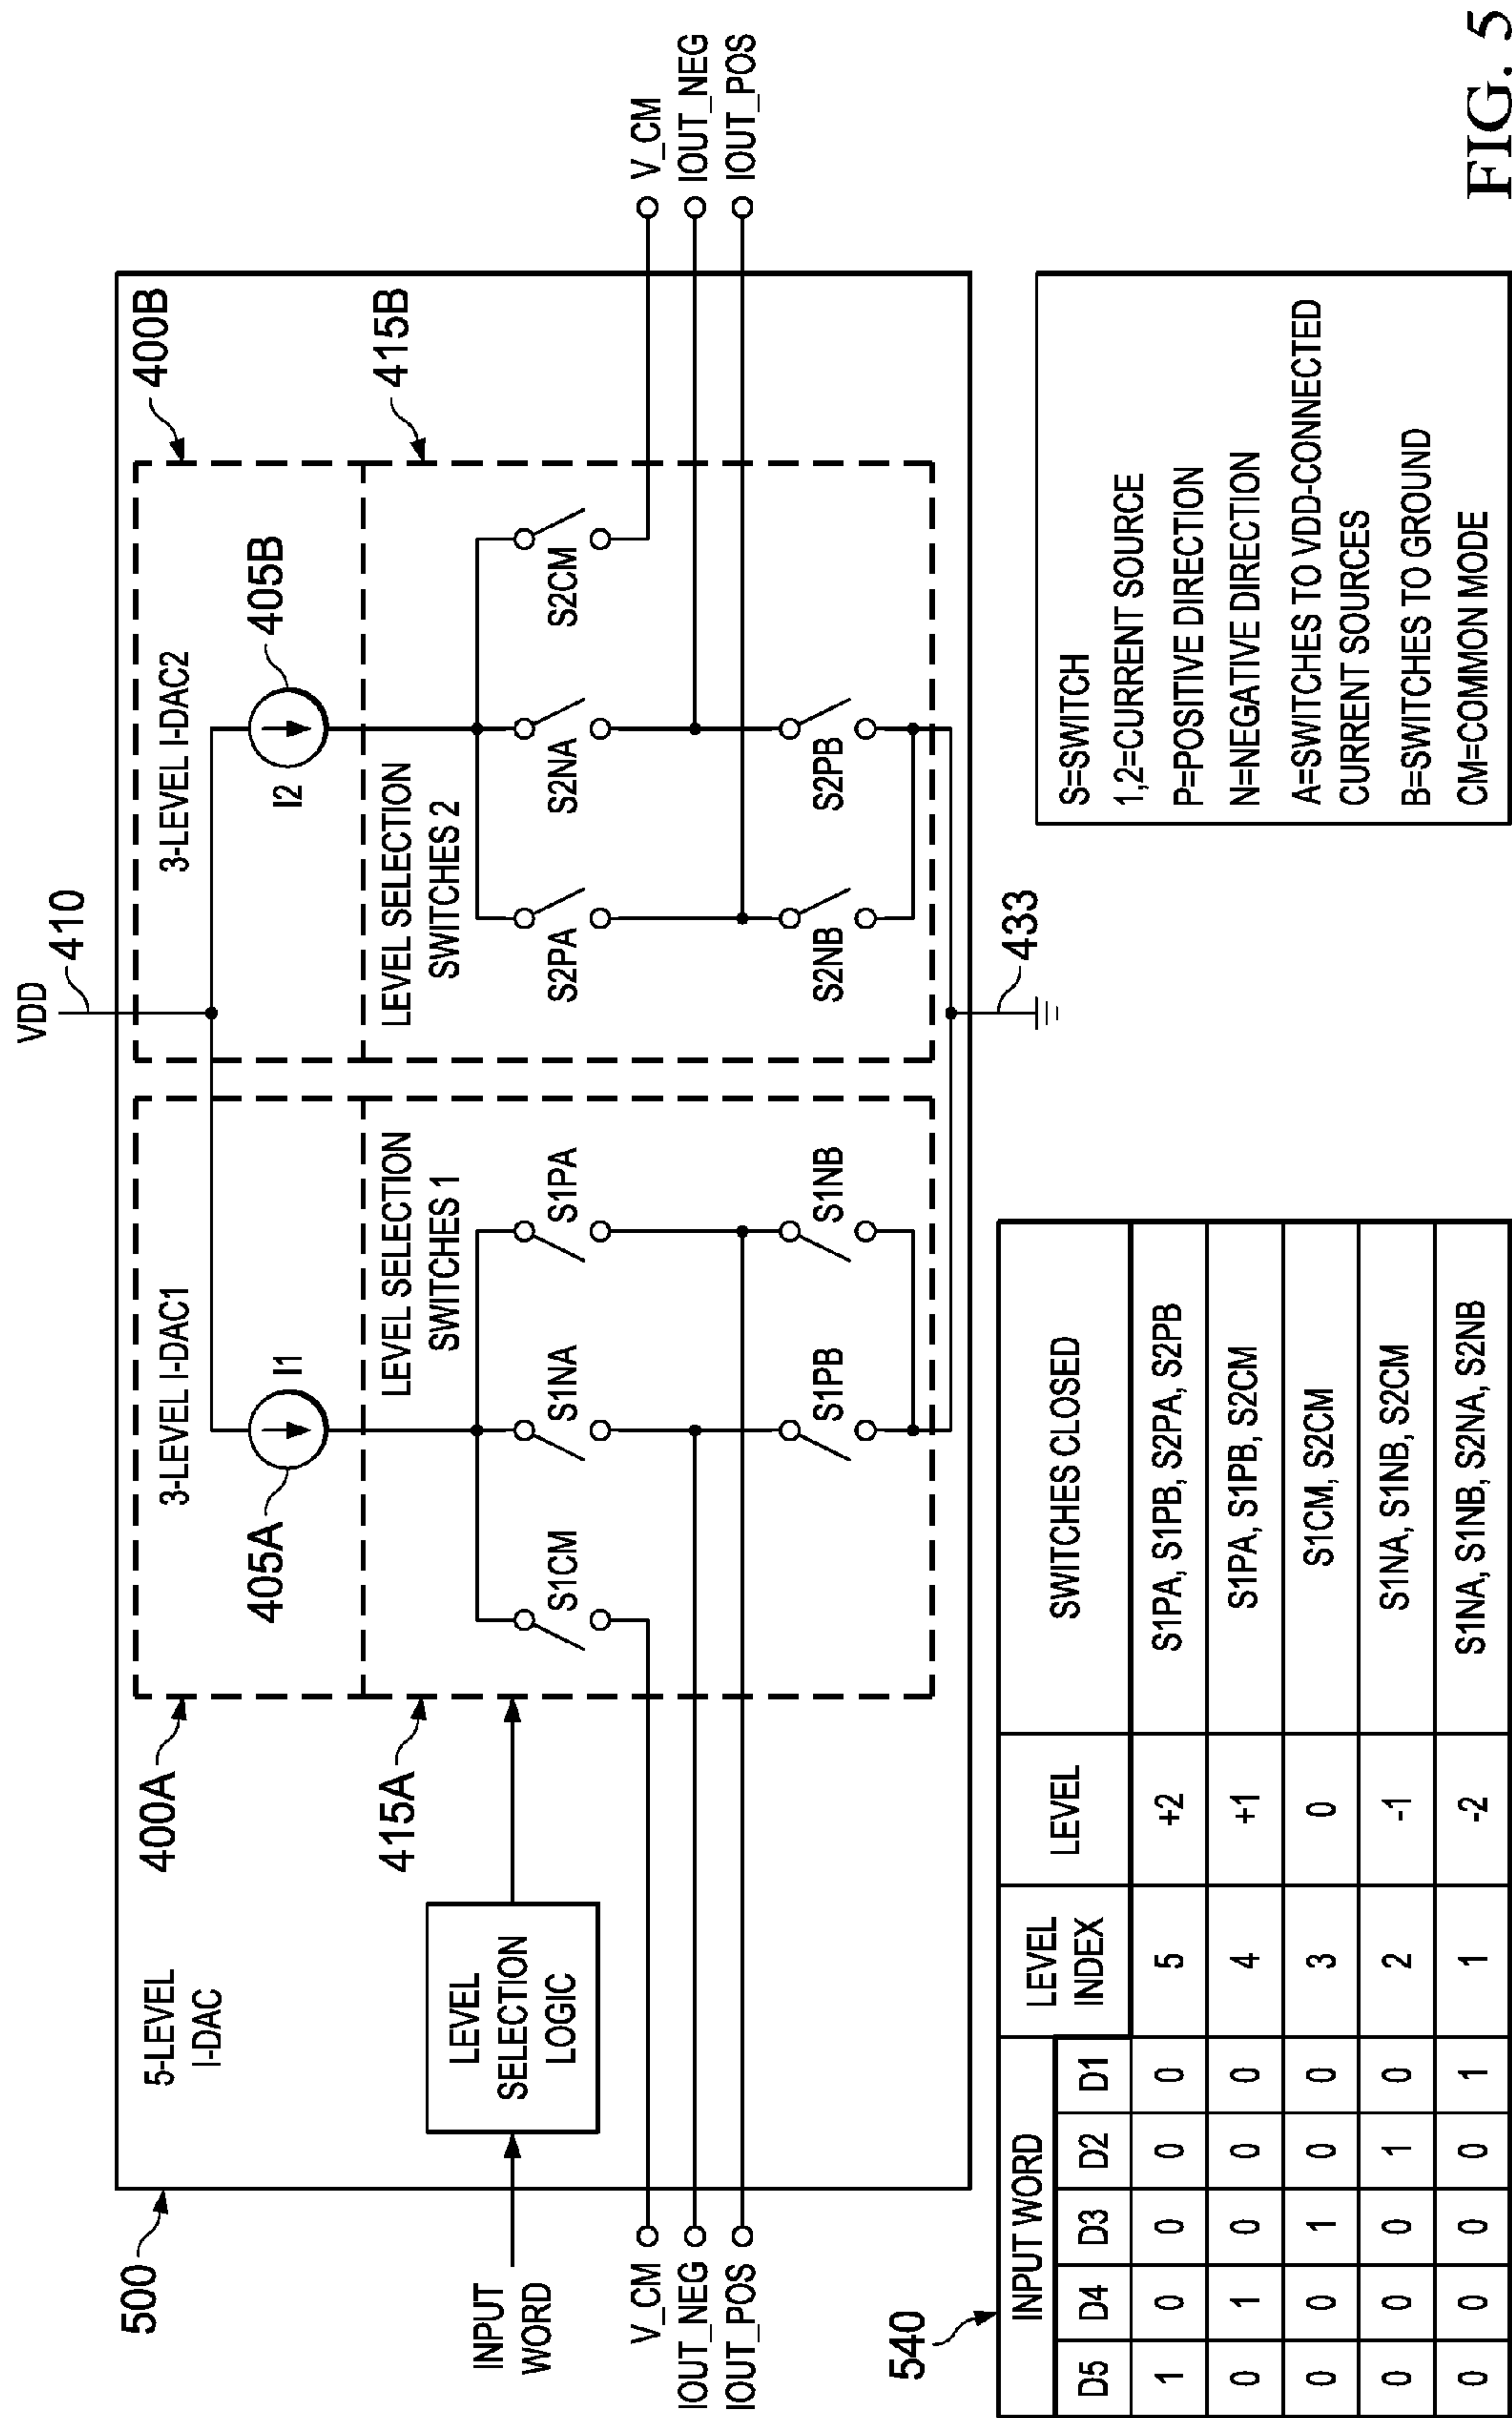 VDD
410
500
5-LEVEL
I-DAC
400A
3-LEVEL I-DAC1
405A
I1
3-LEVEL I-DAC2
400B
I2
405B
415A
LEVEL SELECTION
SWITCHES 1
LEVEL SELECTION
SWITCHES 2
415B
INPUT
WORD
LEVEL
SELECTION
LOGIC
S1CM
S1NA
S1PA
S2PA
S2NA
S2CM
V_CM
IOUT_NEG
IOUT_POS
V_CM
IOUT_NEG
IOUT_POS
S1PB
S1NB
S2NB
S2PB
433
540
INPUT WORD
LEVEL
INDEX
LEVEL
SWITCHES CLOSED
D5 D4 D3 D2 D1
1 0 0 0 0 5 +2 S1PA, S1PB, S2PA, S2PB
0 1 0 0 0 4 +1 S1PA, S1PB, S2CM
0 0 1 0 0 3 0 S1CM, S2CM
0 0 0 1 0 2 -1 S1NA, S1NB, S2CM
0 0 0 0 1 1 -2 S1NA, S1NB, S2NA, S2NB
S=SWITCH
1,2=CURRENT SOURCE
P=POSITIVE DIRECTION
N=NEGATIVE DIRECTION
A=SWITCHES TO VDD-CONNECTED
CURRENT SOURCES
B=SWITCHES TO GROUND
CM=COMMON MODE
FIG. 5